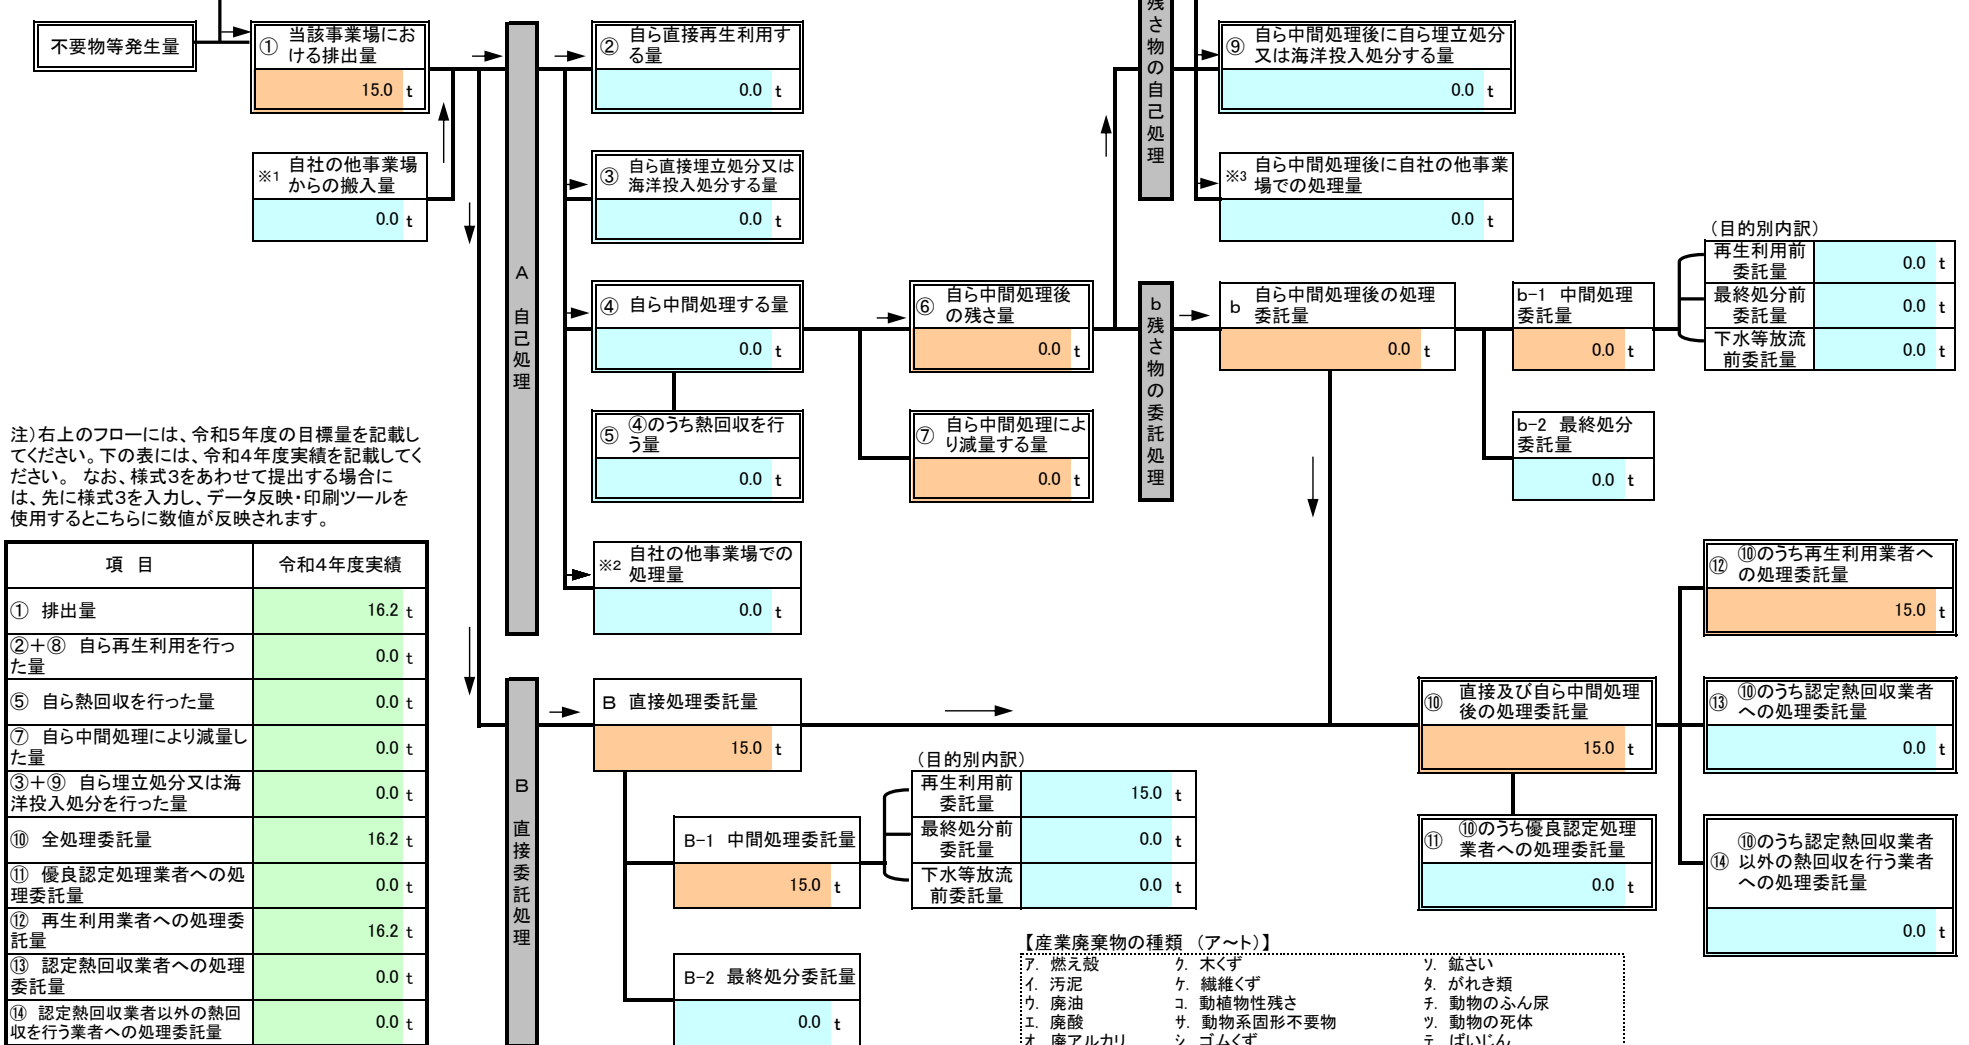 不要物等発生量
① 当該事業場にお
ける排出量
15.0 t
※1 自社の他事業場
からの搬入量
0.0 t
A 自己処理
② 自ら直接再生利用す
る量
0.0 t
③ 自ら直接埋立処分又は
海洋投入処分する量
0.0 t
④ 自ら中間処理する量
0.0 t
⑤ ④のうち熱回収を行
う量
0.0 t
※2 自社の他事業場での
処理量
0.0 t
⑥ 自ら中間処理後
の残さ量
0.0 t
⑦ 自ら中間処理によ
り減量する量
0.0 t
残さ物の自己処理
⑨ 自ら中間処理後に自ら埋立処分
又は海洋投入処分する量
0.0 t
※3 自ら中間処理後に自社の他事業
場での処理量
0.0 t
b 残さ物の委託処理
b 自ら中間処理後の処理
委託量
0.0 t
b-1 中間処理
委託量
0.0 t
b-2 最終処分
委託量
0.0 t
(目的別内訳)
再生利用前
委託量
0.0 t
最終処分前
委託量
0.0 t
下水等放流
前委託量
0.0 t
注)右上のフローには、令和5年度の目標量を記載し
てください。下の表には、令和4年度実績を記載してく
ださい。 なお、様式3をあわせて提出する場合に
は、先に様式3を入力し、データ反映・印刷ツールを
使用するとこちらに数値が反映されます。
項 目 令和4年度実績
① 排出量 16.2 t
②+⑧ 自ら再生利用を行っ
た量 0.0 t
⑤ 自ら熱回収を行った量 0.0 t
⑦ 自ら中間処理により減量し
た量 0.0 t
③+⑨ 自ら埋立処分又は海
洋投入処分を行った量 0.0 t
⑩ 全処理委託量 16.2 t
⑪ 優良認定処理業者への処
理委託量 0.0 t
⑫ 再生利用業者への処理委
託量 16.2 t
⑬ 認定熱回収業者への処理
委託量 0.0 t
⑭ 認定熱回収業者以外の熱回
収を行う業者への処理委託量 0.0 t
B 直接委託処理
B 直接処理委託量
15.0 t
B-1 中間処理委託量
15.0 t
B-2 最終処分委託量
0.0 t
(目的別内訳)
再生利用前
委託量
15.0 t
最終処分前
委託量
0.0 t
下水等放流
前委託量
0.0 t
⑩ 直接及び自ら中間処理
後の処理委託量
15.0 t
⑪ ⑩のうち優良認定処理
業者への処理委託量
0.0 t
⑫ ⑩のうち再生利用業者へ
の処理委託量
15.0 t
⑬ ⑩のうち認定熱回収業者
への処理委託量
0.0 t
⑭ ⑩のうち認定熱回収業者
以外の熱回収を行う業者
への処理委託量
0.0 t
【産業廃棄物の種類 (ア~ト)】
ア. 燃え殻 ク. 木くず ソ. 鉱さい
イ. 汚泥 ケ. 繊維くず タ. がれき類
ウ. 廃油 コ. 動植物性残さ チ. 動物のふん尿
エ. 廃酸 サ. 動物系固形不要物 ツ. 動物の死体
オ. 廃アルカリ シ. ゴムくず テ. ばいじん